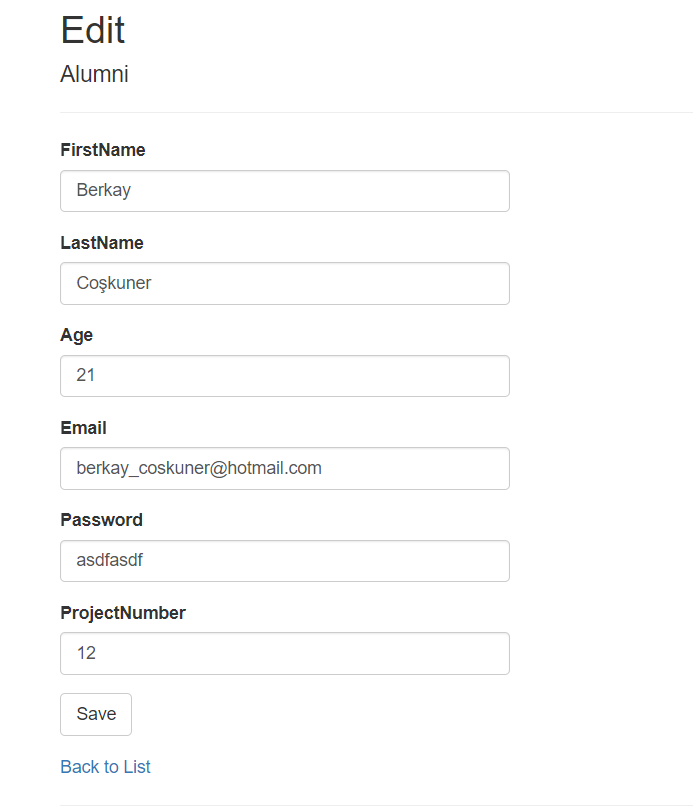 Edit
Alumni
FirstName
Berkay
LastName
Coşkuner
Age
21
Email
berkay_coskuner@hotmail.com
Password
asdfasdf
ProjectNumber
12
Save
Back to List